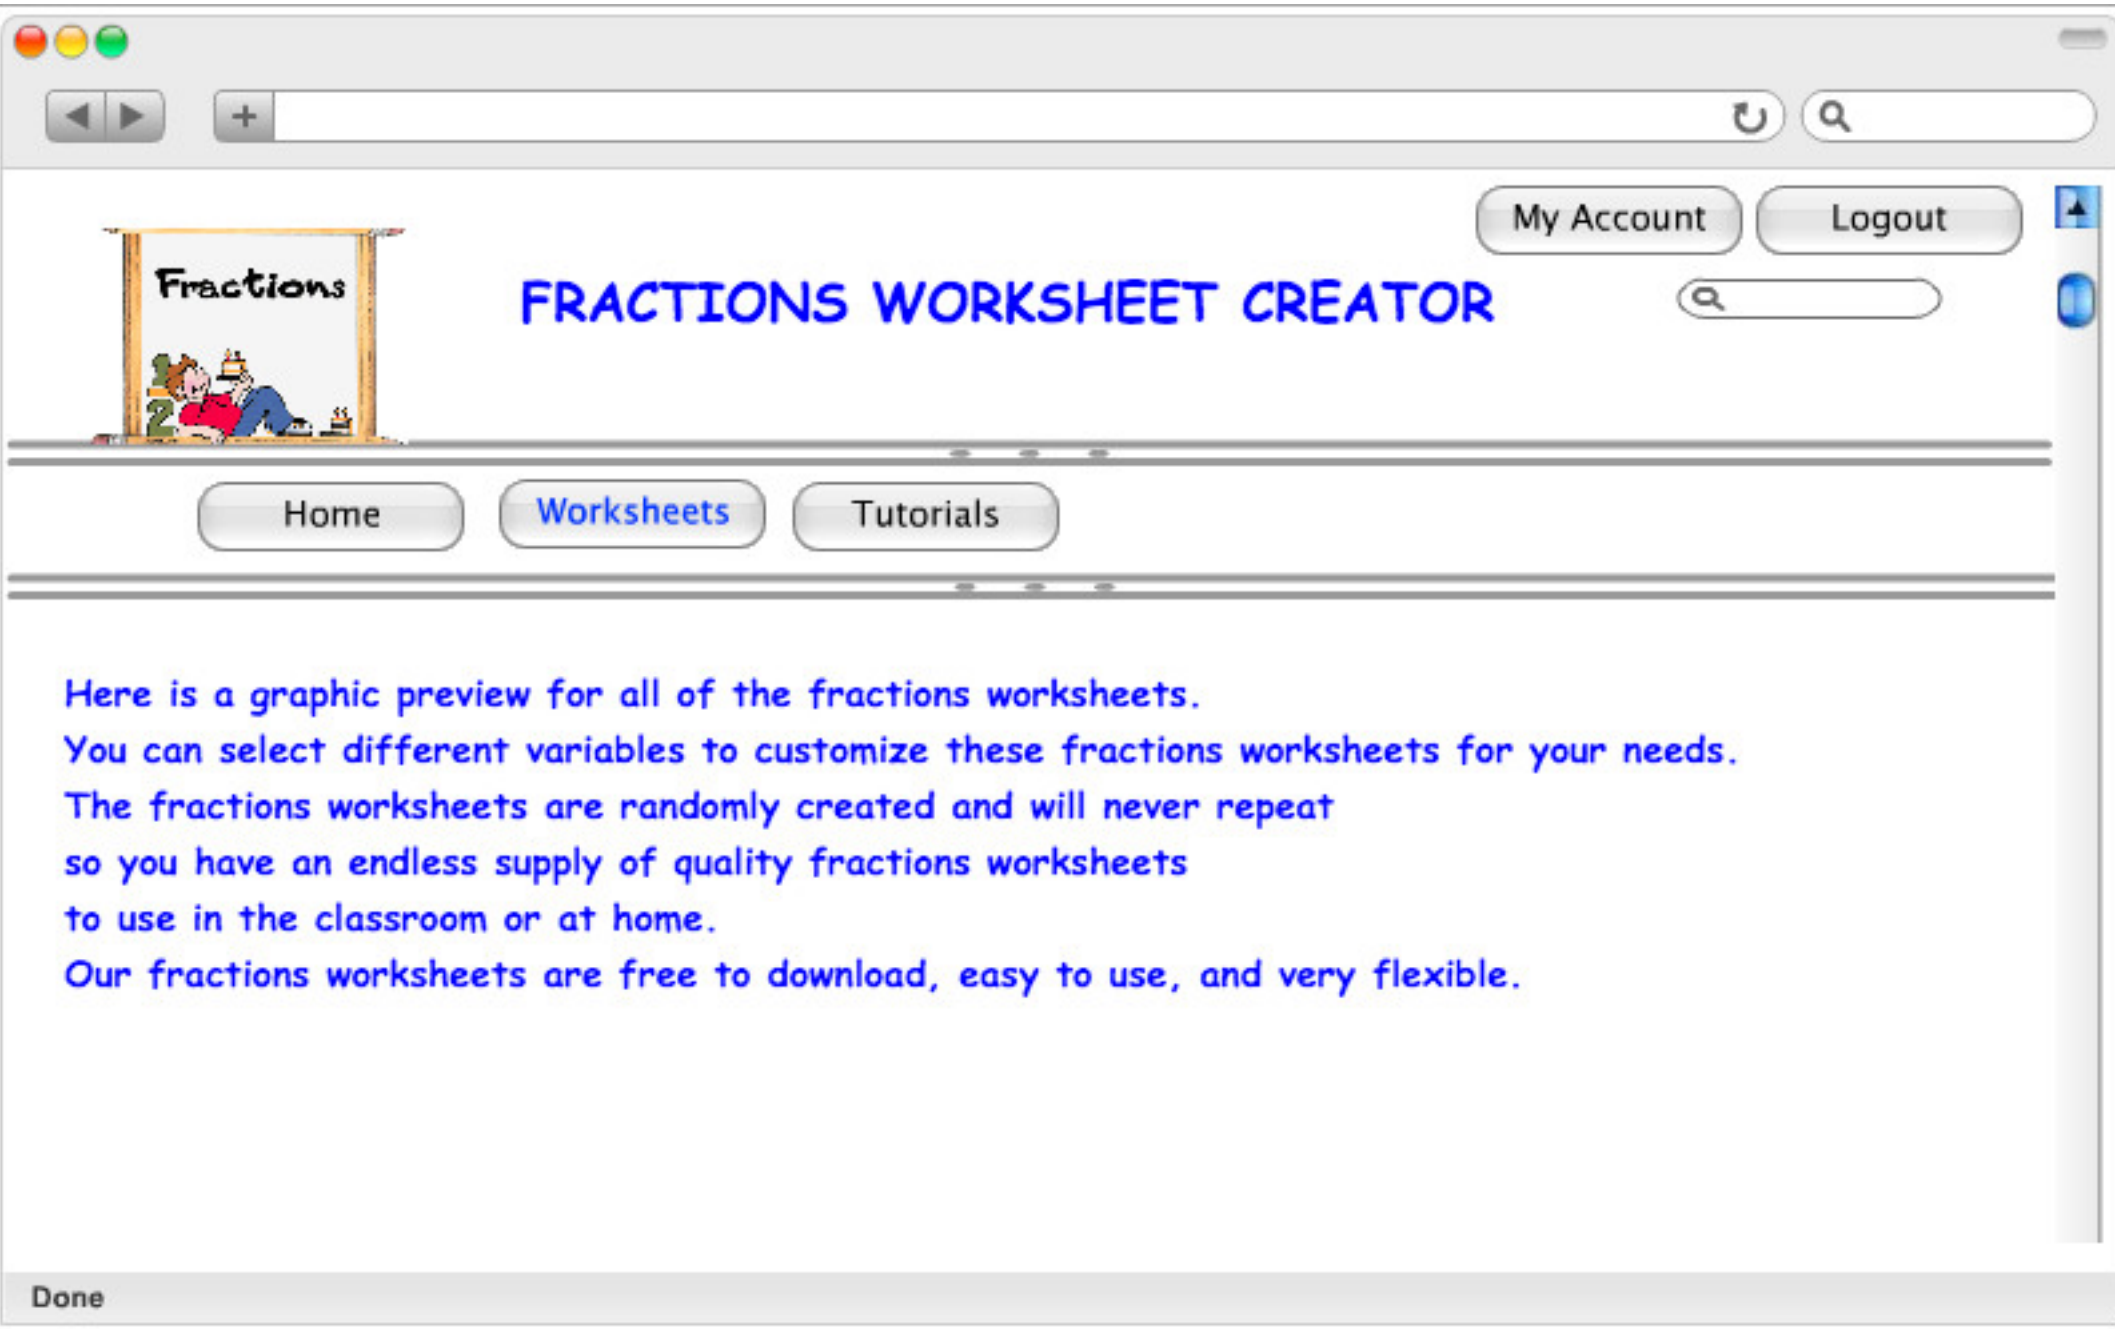 My Account Logout
Fractions
FRACTIONS WORKSHEET CREATOR
1
2
Home Worksheets Tutorials
Here is a graphic preview for all of the fractions worksheets.
You can select different variables to customize these fractions worksheets for your needs.
The fractions worksheets are randomly created and will never repeat
so you have an endless supply of quality fractions worksheets
to use in the classroom or at home.
Our fractions worksheets are free to download, easy to use, and very flexible.
Done